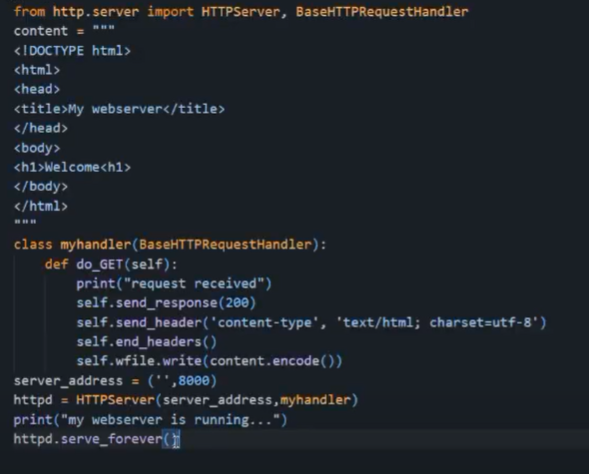 from http.server import HTTPServer, BaseHTTPRequestHandler
content = """
<!DOCTYPE html>
<html>
<head>
<title>My webserver</title>
</head>
<body>
<h1>Welcome<h1>
</body>
</html>
"""
class myhandler(BaseHTTPRequestHandler):
    def do_GET(self):
        print("request received")
        self.send_response(200)
        self.send_header('content-type', 'text/html; charset=utf-8')
        self.end_headers()
        self.wfile.write(content.encode())
server_address = ('',8000)
httpd = HTTPServer(server_address,myhandler)
print("my webserver is running...")
httpd.serve_forever()